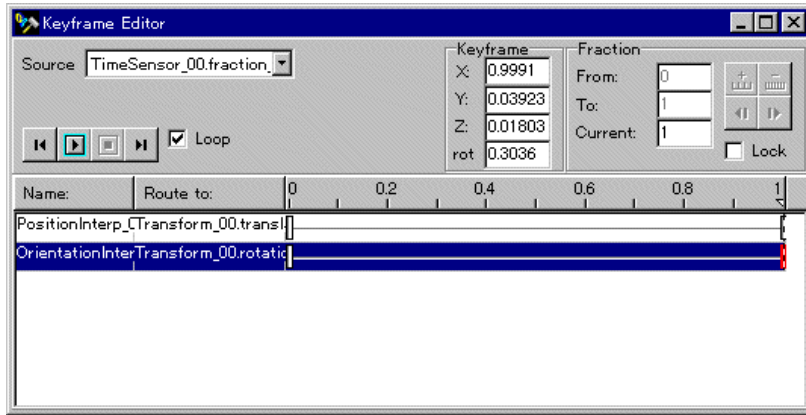 Keyframe Editor
Source TimeSensor_00.fraction_
Loop
Keyframe
X: 0.9991
Y: 0.03923
Z: 0.01803
rot 0.3036
Fraction
From: 0
To: 1
Current: 1
Lock
Name: Route to: 0 0.2 0.4 0.6 0.8 1
PositionInterp_ Transform_00.transl
OrientationInter Transform_00.rotatio